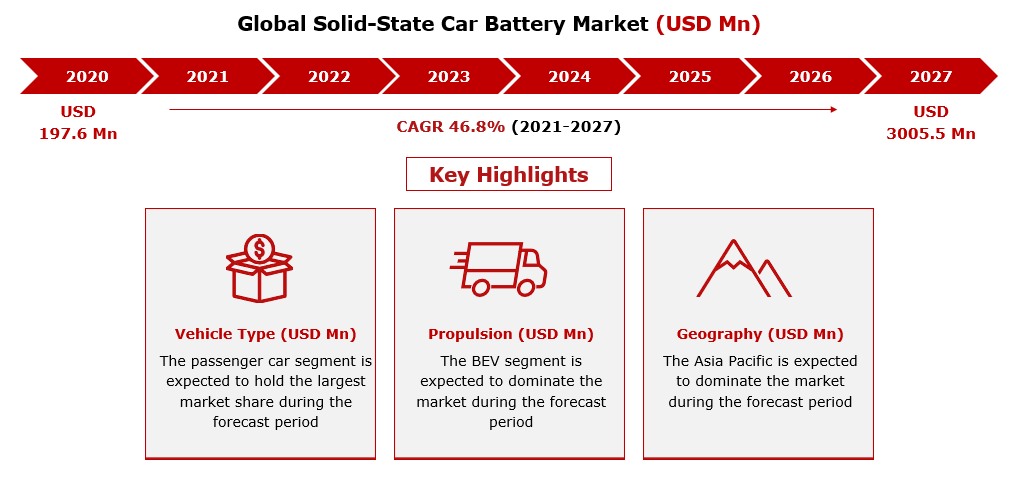 Global Solid-State Car Battery Market (USD Mn)
2020 2021 2022 2023 2024 2025 2026 2027
USD
197.6 Mn
CAGR 46.8% (2021-2027)
USD
3005.5 Mn
Key Highlights
$
Vehicle Type (USD Mn)
The passenger car segment is
expected to hold the largest
market share during the
forecast period
Propulsion (USD Mn)
The BEV segment is
expected to dominate the
market during the forecast
period
Geography (USD Mn)
The Asia Pacific is expected
to dominate the market
during the forecast period